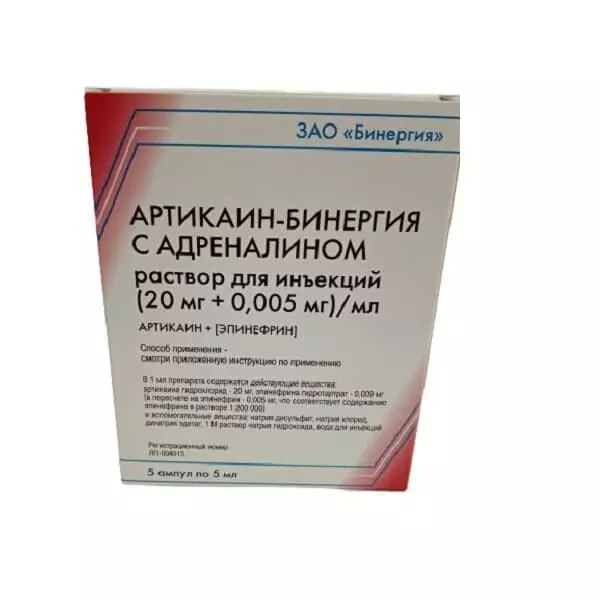 ЗАО «Бинергия»
АРТИКАИН-БИНЕРГИЯ
С АДРЕНАЛИНОМ
раствор для инъекций
(20 мг + 0,005 мг)/мл
АРТИКАИН + [ЭПИНЕФРИН]
Способ применения -
смотри приложенную инструкцию по применению
В 1 мл препарата содержатся действующие вещества:
артикаина гидрохлорид - 20 мг, эпинефрина гидротартрат - 0,009 мг
(в пересчете на эпинефрин - 0,005 мг, что соответствует содержанию
эпинефрина в растворе 1:200 000)
и вспомогательные вещества: натрия дисульфит, натрия хлорид,
динатрия эдетат, 1 М раствор натрия гидроксида, вода для инъекций
Регистрационный номер
ЛП-004013
5 ампул по 5 мл